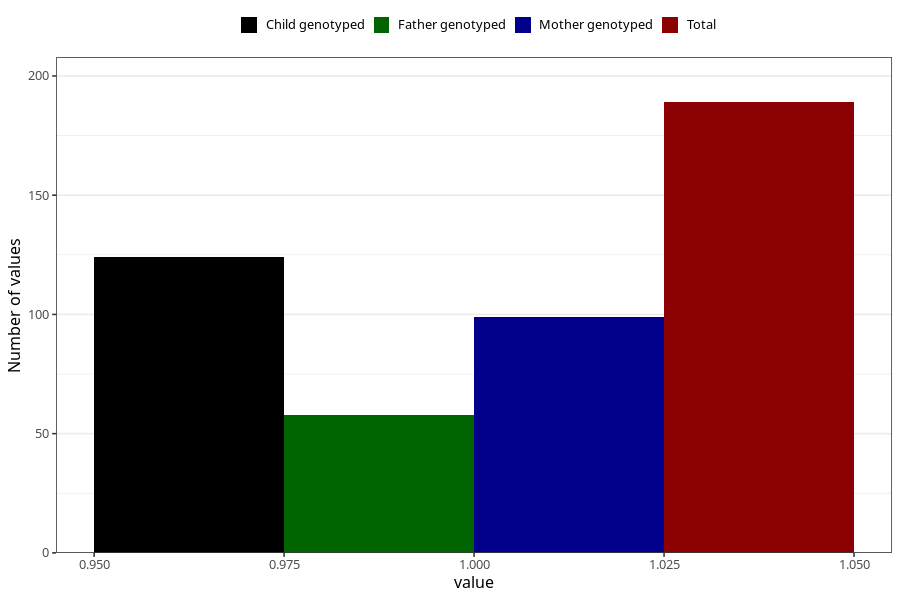 Child genotyped Father genotyped Mother genotyped Total
200
150
100
50
0
Number of values
0.950 0.975 1.000 1.025 1.050
value